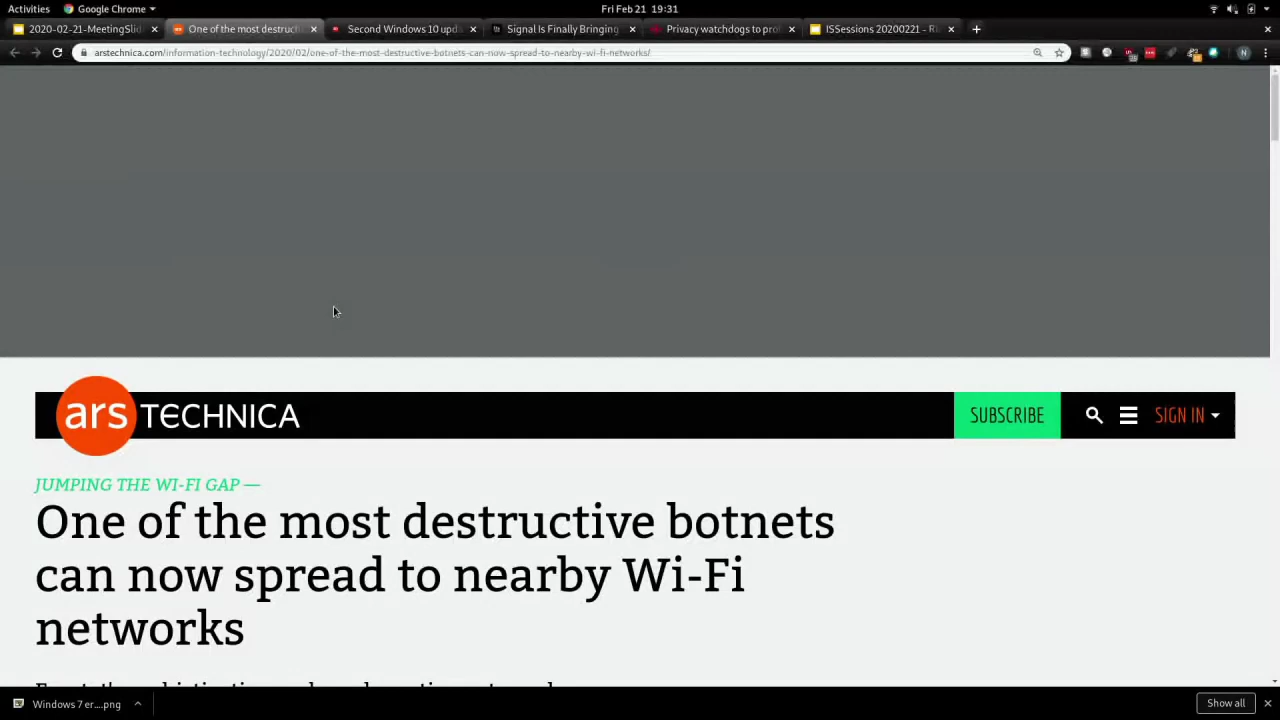 Activities Google Chrome Fri Feb 21 19:31
2020-02-21-MeetingSlid One of the most destruct Second Windows 10 upda Signal Is Finally Bringing Privacy watchdogs to pro ISSessions 20200221 -
arstechnica.com/information-technology/2020/02/one-of-the-most-destructive-botnets-can-now-spread-to-nearby-wi-fi-networks/
ars TECHNICA SUBSCRIBE SIGN IN
JUMPING THE WI-FI GAP —
One of the most destructive botnets
can now spread to nearby Wi-Fi
networks
Windows 7 er....png Show all